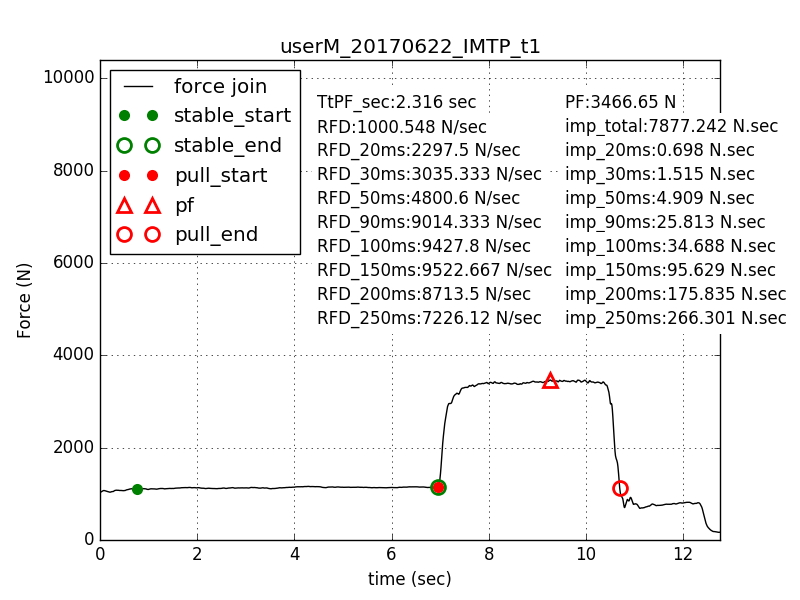 userM_20170622_IMTP_t1
force join
stable_start
stable_end
pull_start
pf
pull_end
TtPF_sec:2.316 sec
RFD:1000.548 N/sec
RFD_20ms:2297.5 N/sec
RFD_30ms:3035.333 N/sec
RFD_50ms:4800.6 N/sec
RFD_90ms:9014.333 N/sec
RFD_100ms:9427.8 N/sec
RFD_150ms:9522.667 N/sec
RFD_200ms:8713.5 N/sec
RFD_250ms:7226.12 N/sec
PF:3466.65 N
imp_total:7877.242 N.sec
imp_20ms:0.698 N.sec
imp_30ms:1.515 N.sec
imp_50ms:4.909 N.sec
imp_90ms:25.813 N.sec
imp_100ms:34.688 N.sec
imp_150ms:95.629 N.sec
imp_200ms:175.835 N.sec
imp_250ms:266.301 N.sec
10000
8000
6000
4000
2000
0
Force (N)
0 2 4 6 8 10 12
time (sec)